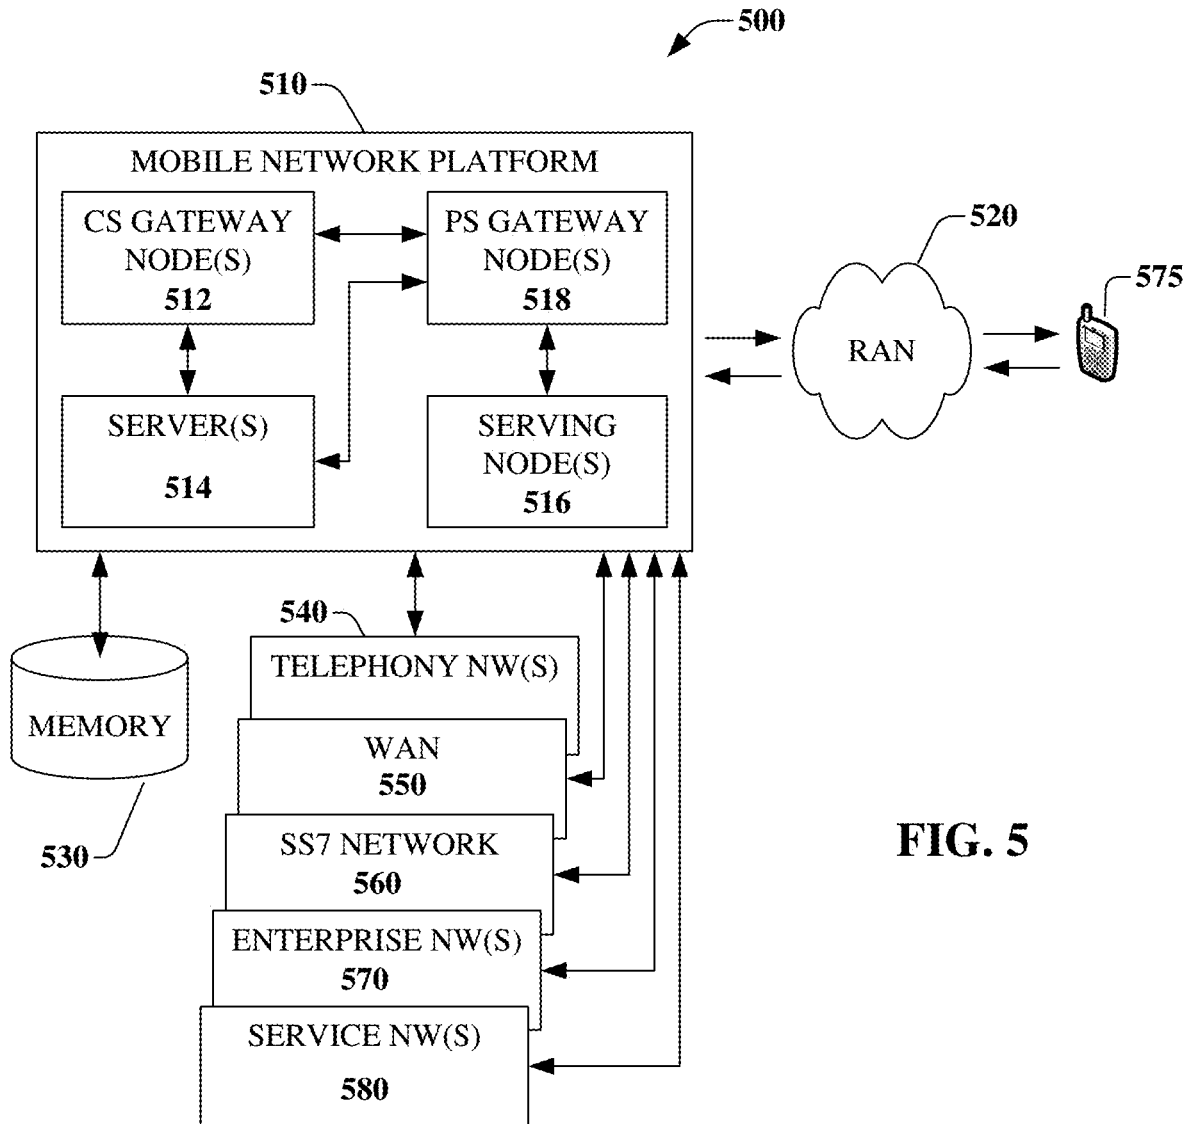 500
510
MOBILE NETWORK PLATFORM
CS GATEWAY
NODE(S)
512
PS GATEWAY
NODE(S)
518
SERVER(S)
514
SERVING
NODE(S)
516
520
RAN
575
540
TELEPHONY NW(S)
MEMORY
530
WAN
550
SS7 NETWORK
560
ENTERPRISE NW(S)
570
SERVICE NW(S)
580
FIG. 5